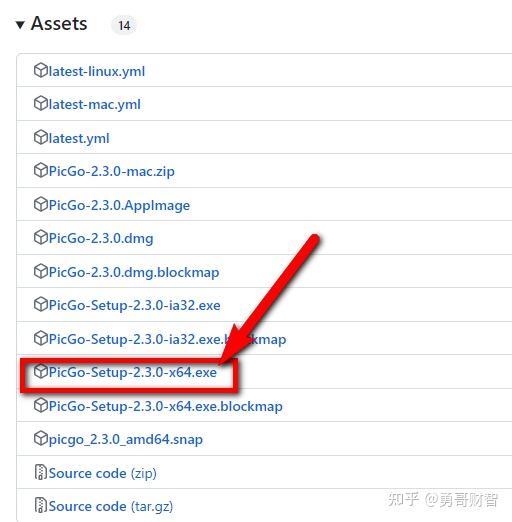 Assets 14
latest-linux.yml
latest-mac.yml
latest.yml
PicGo-2.3.0-mac.zip
PicGo-2.3.0.AppImage
PicGo-2.3.0.dmg
PicGo-2.3.0.dmg.blockmap
PicGo-Setup-2.3.0-ia32.exe
PicGo-Setup-2.3.0-ia32.exe.blockmap
PicGo-Setup-2.3.0-x64.exe
PicGo-Setup-2.3.0-x64.exe.blockmap
picgo_2.3.0_amd64.snap
Source code (zip)
Source code (tar.gz)
知乎 @勇哥财智